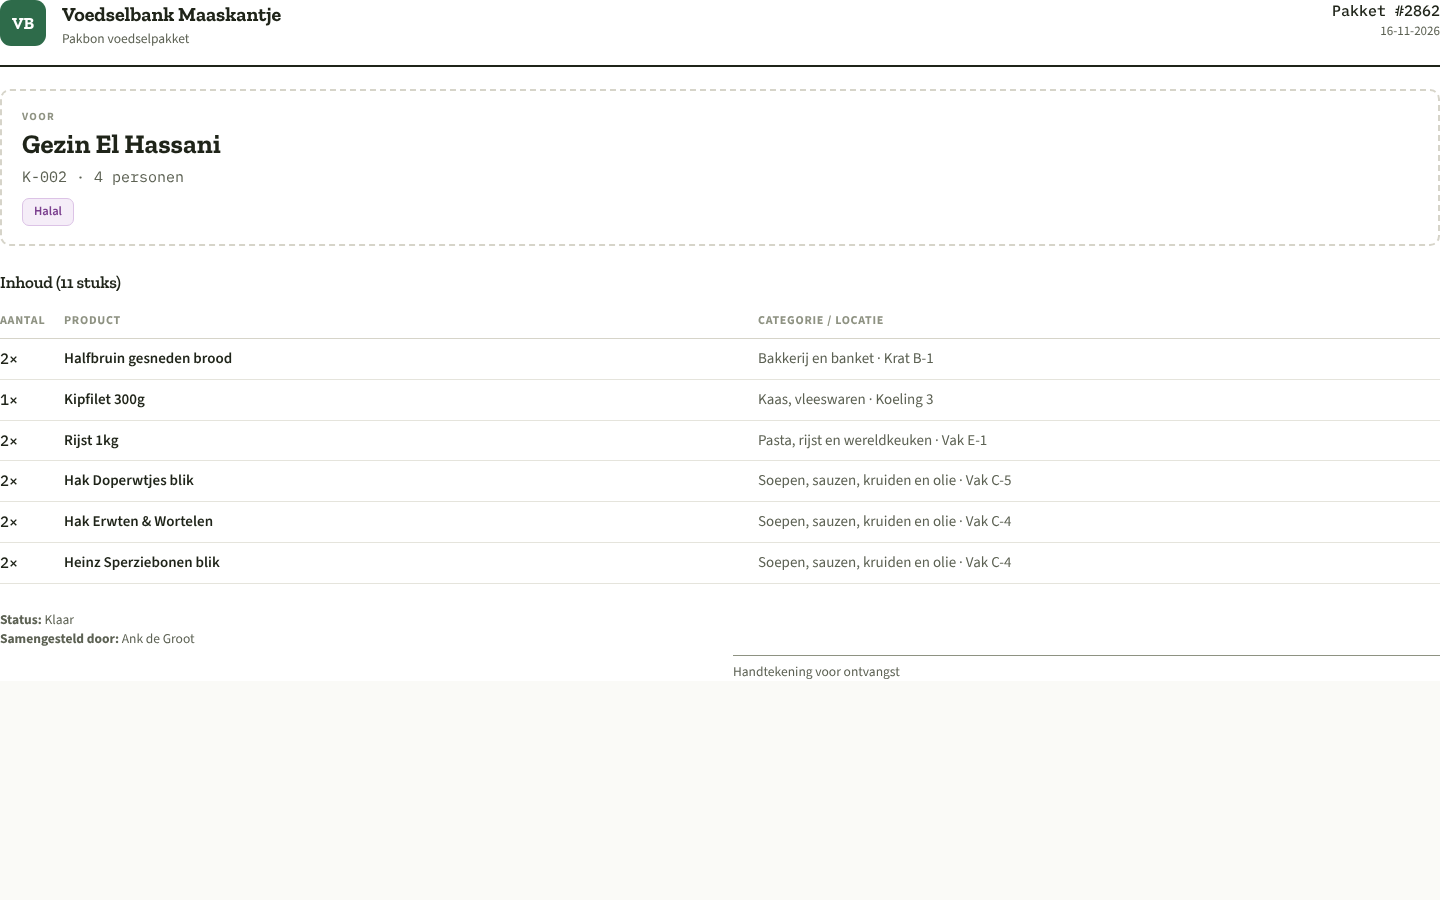 VB
Voedselbank Maaskantje
Pakbon voedselpakket
Pakket #2862
16-11-2026
VOOR
Gezin El Hassani
K-002 · 4 personen
Halal
Inhoud (11 stuks)
AANTAL PRODUCT CATEGORIE / LOCATIE
2× Halfbruin gesneden brood Bakkerij en banket · Krat B-1
1× Kipfilet 300g Kaas, vleeswaren · Koeling 3
2× Rijst 1kg Pasta, rijst en wereldkeuken · Vak E-1
2× Hak Doperwtjes blik Soepen, sauzen, kruiden en olie · Vak C-5
2× Hak Erwten & Wortelen Soepen, sauzen, kruiden en olie · Vak C-4
2× Heinz Sperziebonen blik Soepen, sauzen, kruiden en olie · Vak C-4
Status: Klaar
Samengesteld door: Ank de Groot
Handtekening voor ontvangst